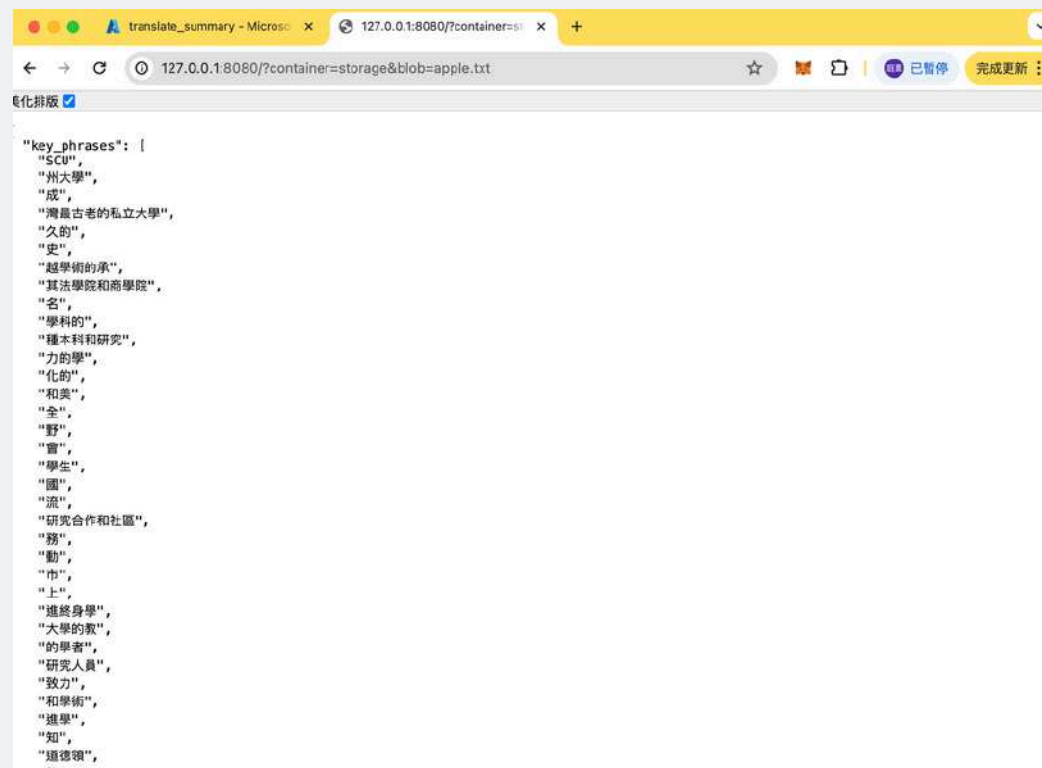 translate_summary - Microso
127.0.0.1:8080/?container=s
127.0.0.1:8080/?container=storage&blob=apple.txt
已暫停
完成更新
美化排版
"key_phrases": [
"SCU",
"州大學",
"成",
"灣最古老的私立大學",
"久的",
"史",
"越學術的承",
"其法學院和商學院",
"名",
"學科的",
"種本科和研究",
"力的學",
"化的",
"和美",
"全",
"野",
"會",
"學生",
"國",
"流",
"研究合作和社區",
"務",
"動",
"市",
"上",
"進終身學",
"大學的教",
"的學者",
"研究人員",
"致力",
"和學術",
"進學",
"知",
"道德領",